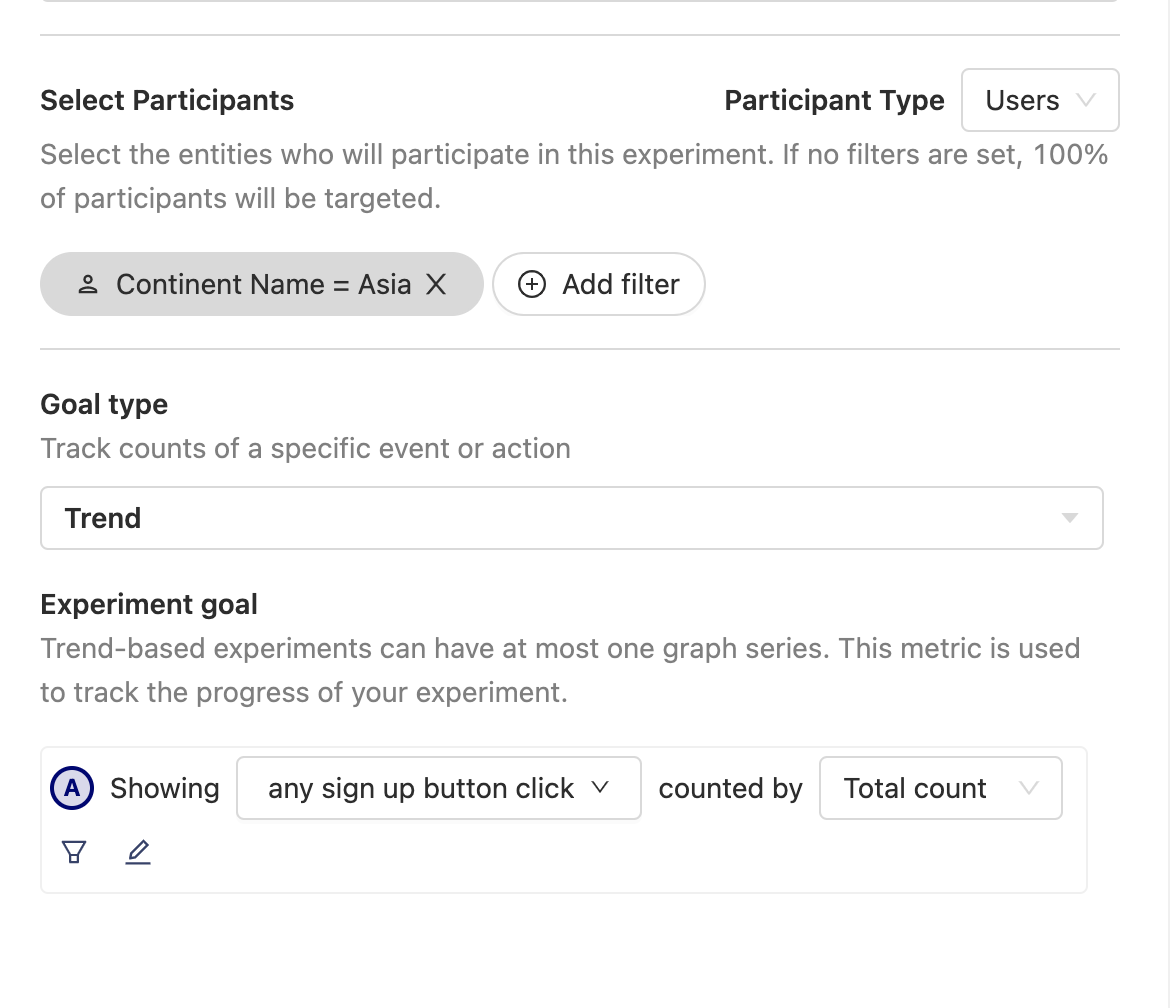 Select Participants
Participant Type
Users
Select the entities who will participate in this experiment. If no filters are set, 100%
of participants will be targeted.
Continent Name = Asia
Add filter
Goal type
Track counts of a specific event or action
Trend
Experiment goal
Trend-based experiments can have at most one graph series. This metric is used
to track the progress of your experiment.
A Showing any sign up button click counted by Total count